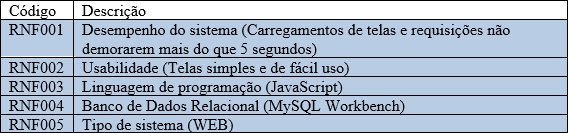 Código Descrição
RNF001 Desempenho do sistema (Carregamentos de telas e requisições não
demorarem mais do que 5 segundos)
RNF002 Usabilidade (Telas simples e de fácil uso)
RNF003 Linguagem de programação (JavaScript)
RNF004 Banco de Dados Relacional (MySQL Workbench)
RNF005 Tipo de sistema (WEB)